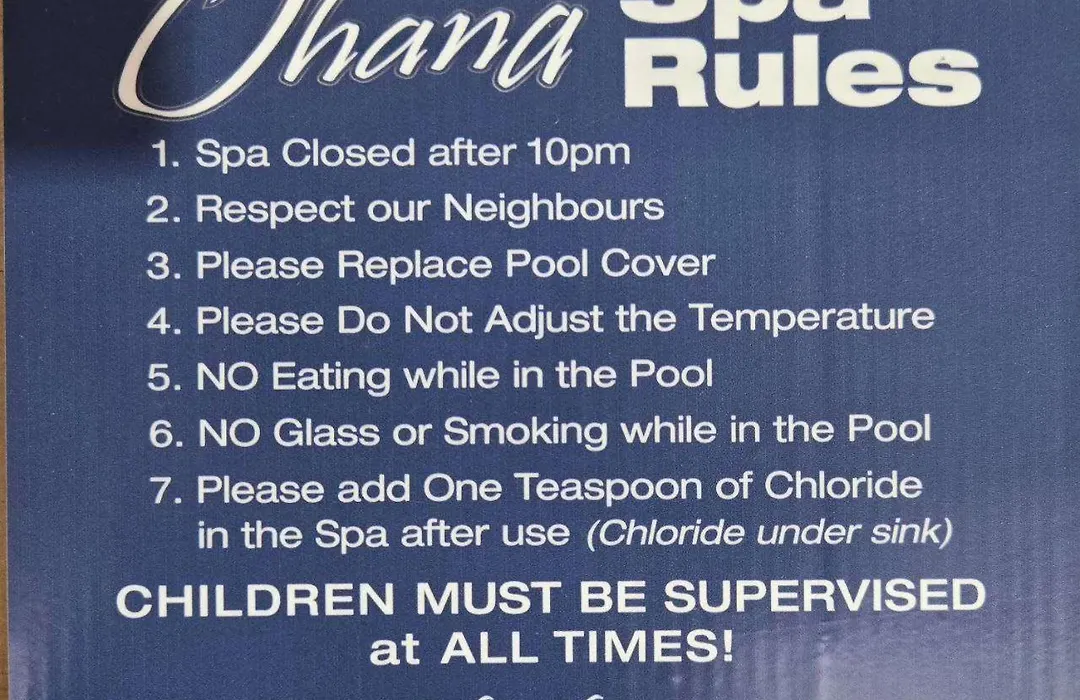 Ohana Spa
Rules
1. Spa Closed after 10pm
2. Respect our Neighbours
3. Please Replace Pool Cover
4. Please Do Not Adjust the Temperature
5. NO Eating while in the Pool
6. NO Glass or Smoking while in the Pool
7. Please add One Teaspoon of Chloride
in the Spa after use (Chloride under sink)
CHILDREN MUST BE SUPERVISED
at ALL TIMES!